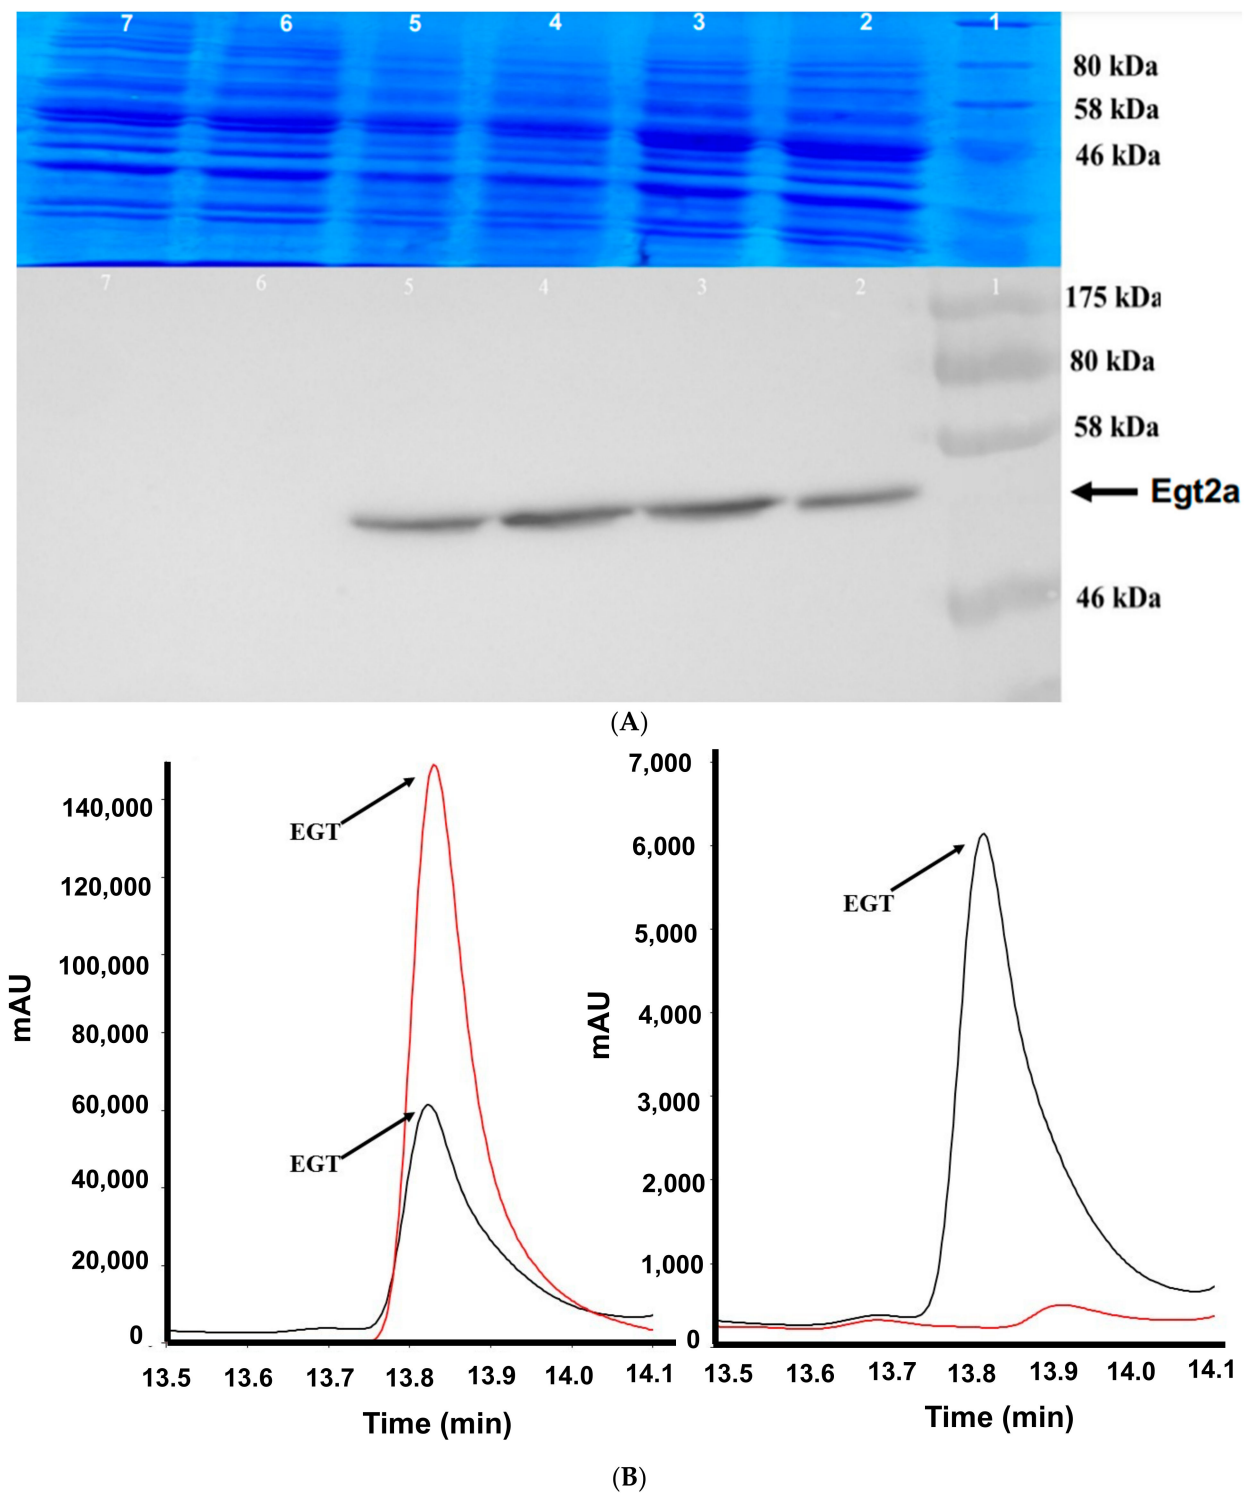 7 6 5 4 3 2 1
80 kDa
58 kDa
46 kDa
7 6 5 4 3 2 1
175 kDa
80 kDa
58 kDa
Egt2a
46 kDa
(A)
140,000
120,000
100,000
80,000
60,000
40,000
20,000
0
mAU
EGT
EGT
13.5 13.6 13.7 13.8 13.9 14.0 14.1
Time (min)
7,000
6,000
5,000
4,000
3,000
2,000
1,000
0
mAU
EGT
13.5 13.6 13.7 13.8 13.9 14.0 14.1
Time (min)
(B)